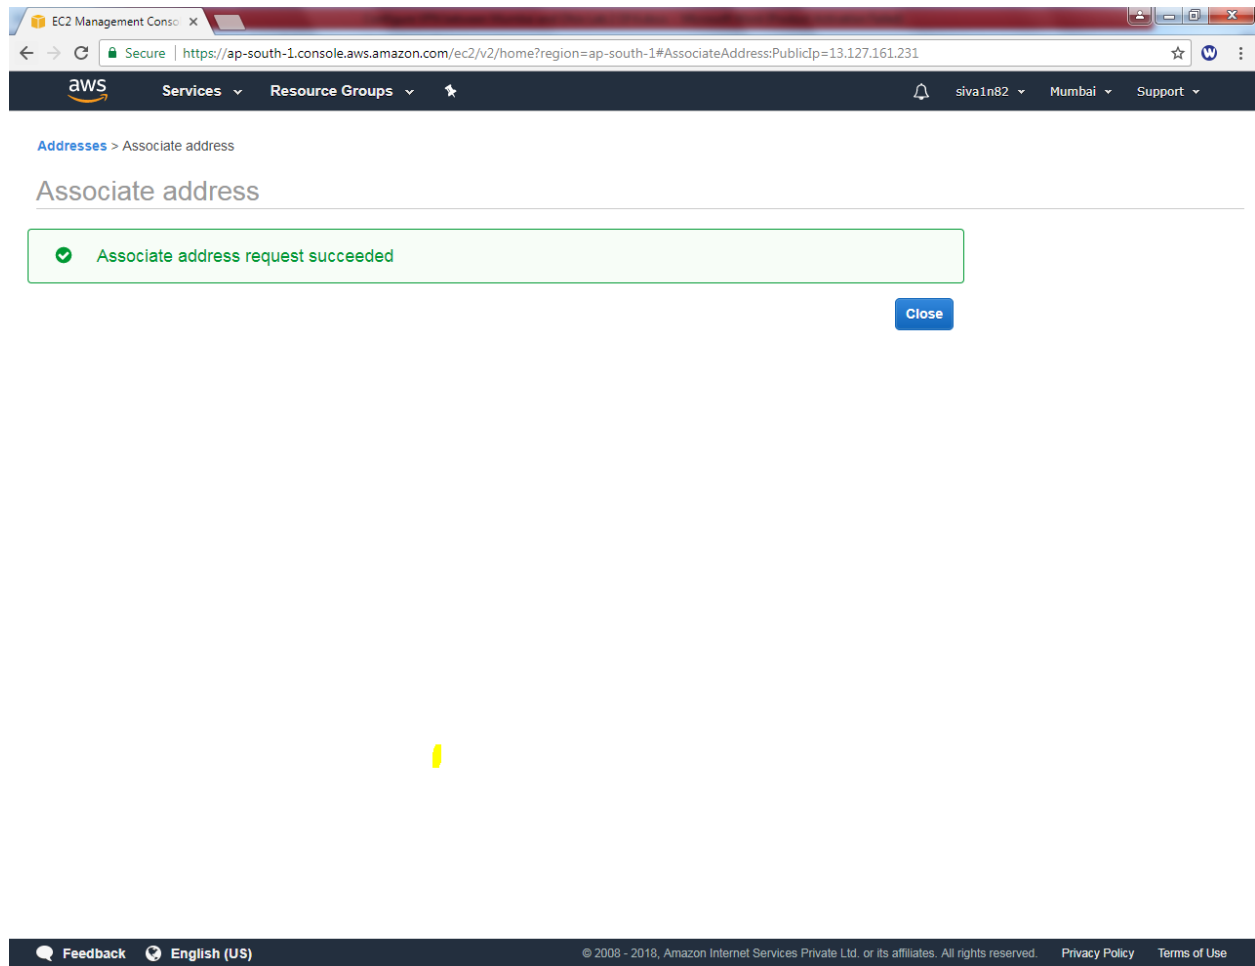 EC2 Management Conso
Secure | https://ap-south-1.console.aws.amazon.com/ec2/v2/home?region=ap-south-1#AssociateAddress:PublicIp=13.127.161.231
aws Services Resource Groups siva1n82 Mumbai Support
Addresses > Associate address
Associate address
Associate address request succeeded
Close
Feedback English (US) © 2008 - 2018, Amazon Internet Services Private Ltd. or its affiliates. All rights reserved. Privacy Policy Terms of Use